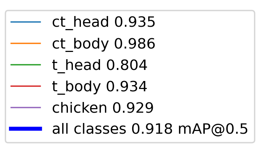 ct_head 0.935
ct_body 0.986
t_head 0.804
t_body 0.934
chicken 0.929
all classes 0.918 mAP@0.5